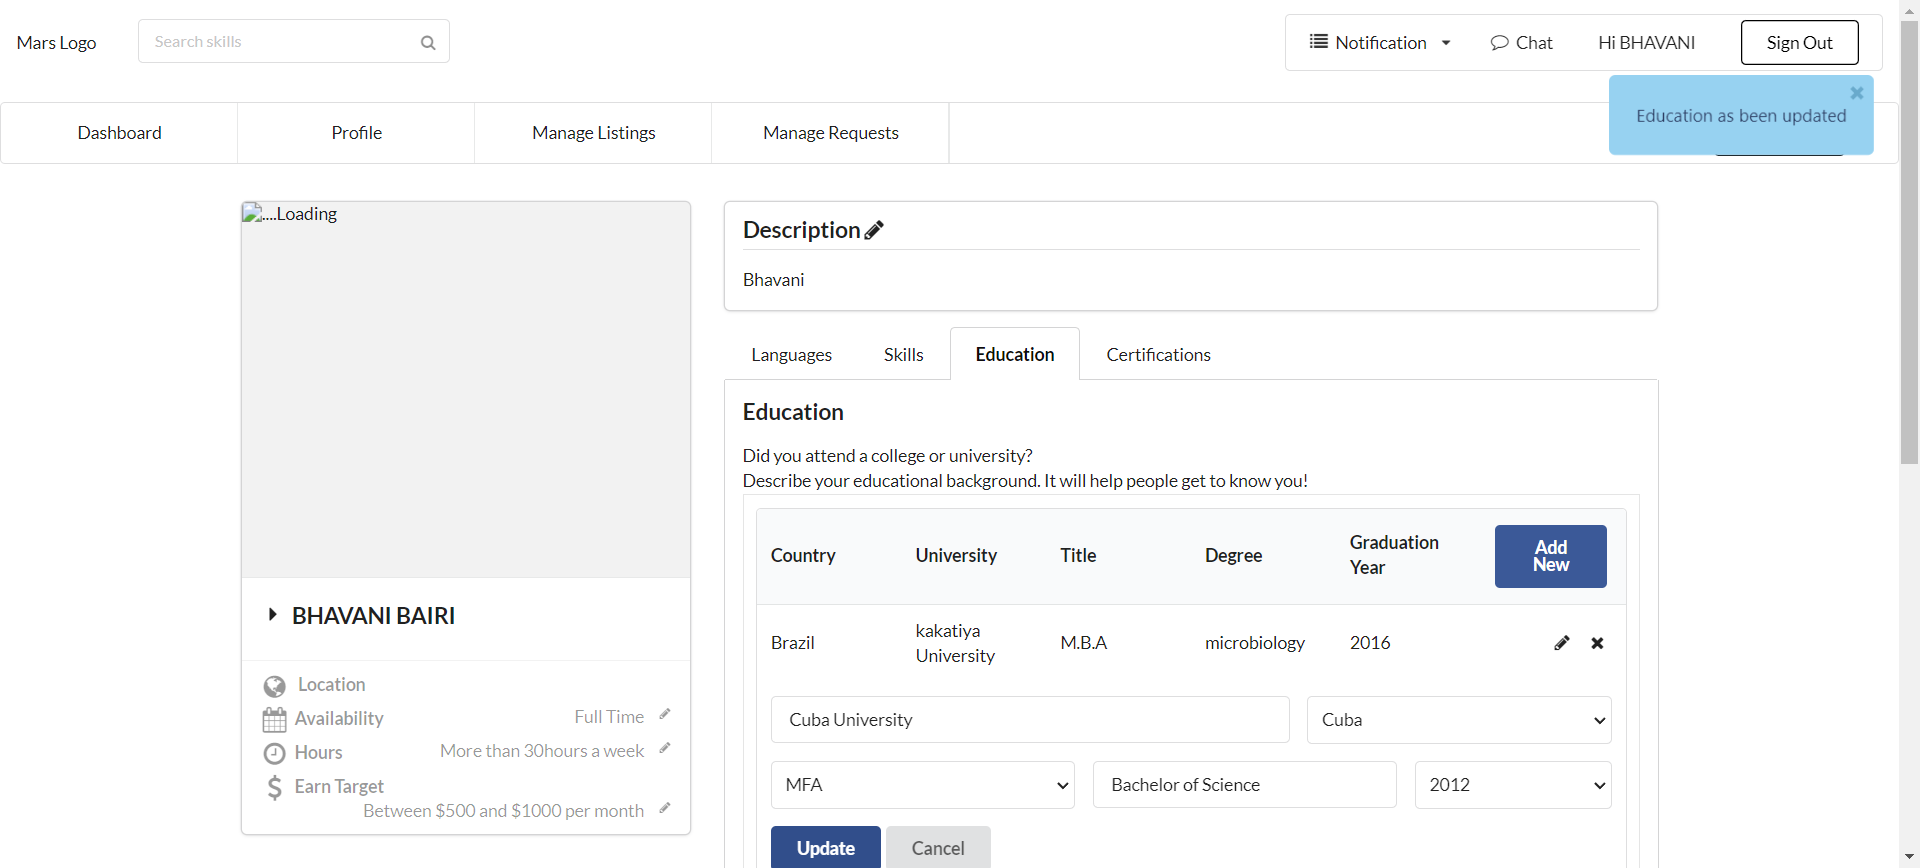 Mars Logo
Search skills
Notification
Chat
Hi BHAVANI
Sign Out
Education as been updated
Dashboard
Profile
Manage Listings
Manage Requests
....Loading
BHAVANI BAIRI
Location
Availability
Full Time
Hours
More than 30hours a week
Earn Target
Between $500 and $1000 per month
Description
Bhavani
Languages
Skills
Education
Certifications
Education
Did you attend a college or university?
Describe your educational background. It will help people get to know you!
Country
University
Title
Degree
Graduation
Year
Add
New
Brazil
kakatiya
University
M.B.A
microbiology
2016
Cuba University
Cuba
MFA
Bachelor of Science
2012
Update
Cancel